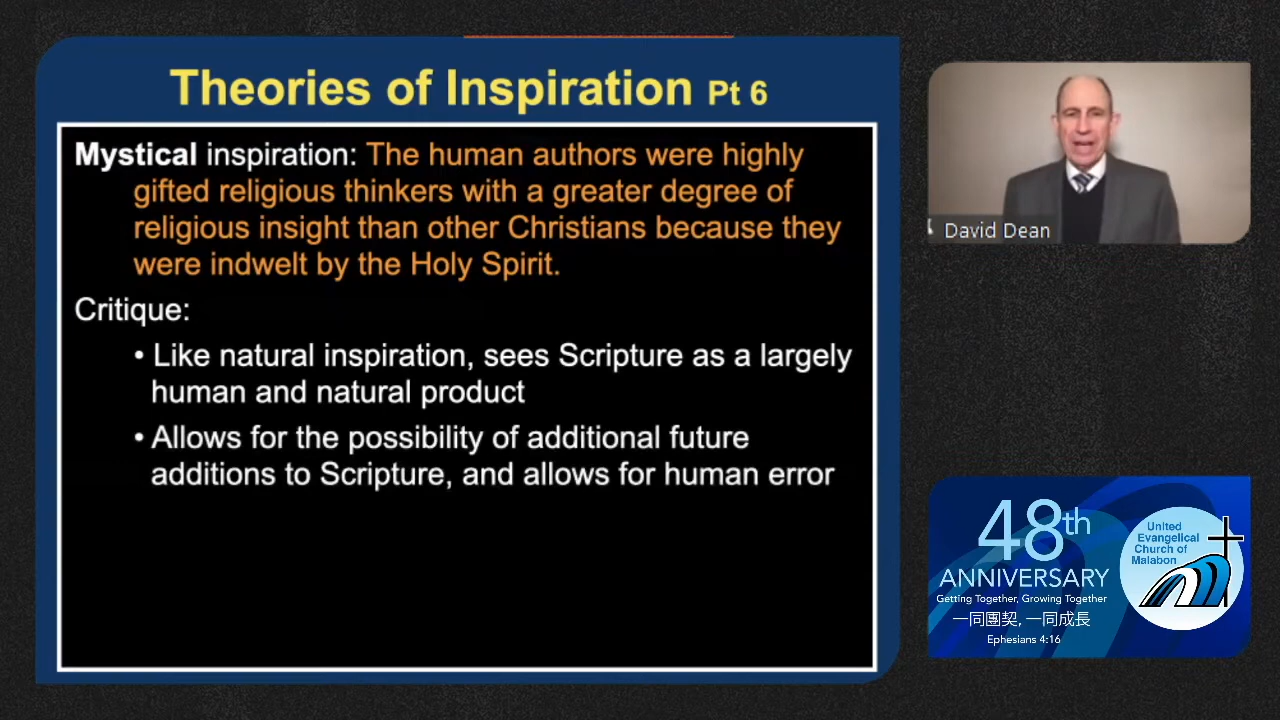 Theories of Inspiration Pt 6
Mystical inspiration: The human authors were highly
gifted religious thinkers with a greater degree of
religious insight than other Christians because they
were indwelt by the Holy Spirit.
Critique:
• Like natural inspiration, sees Scripture as a largely
human and natural product
• Allows for the possibility of additional future
additions to Scripture, and allows for human error
David Dean
48th
ANNIVERSARY
Getting Together, Growing Together
一同團契, 一同成長
Ephesians 4:16
United
Evangelical
Church of
Malabon